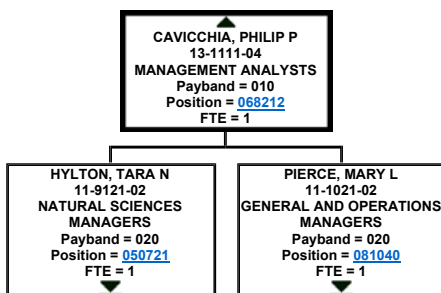 CAVICCHIA, PHILIP P
13-1111-04
MANAGEMENT ANALYSTS
Payband = 010
Position = 068212
FTE = 1
HYLTON, TARA N
11-9121-02
NATURAL SCIENCES
MANAGERS
Payband = 020
Position = 050721
FTE = 1
PIERCE, MARY L
11-1021-02
GENERAL AND OPERATIONS
MANAGERS
Payband = 020
Position = 081040
FTE = 1